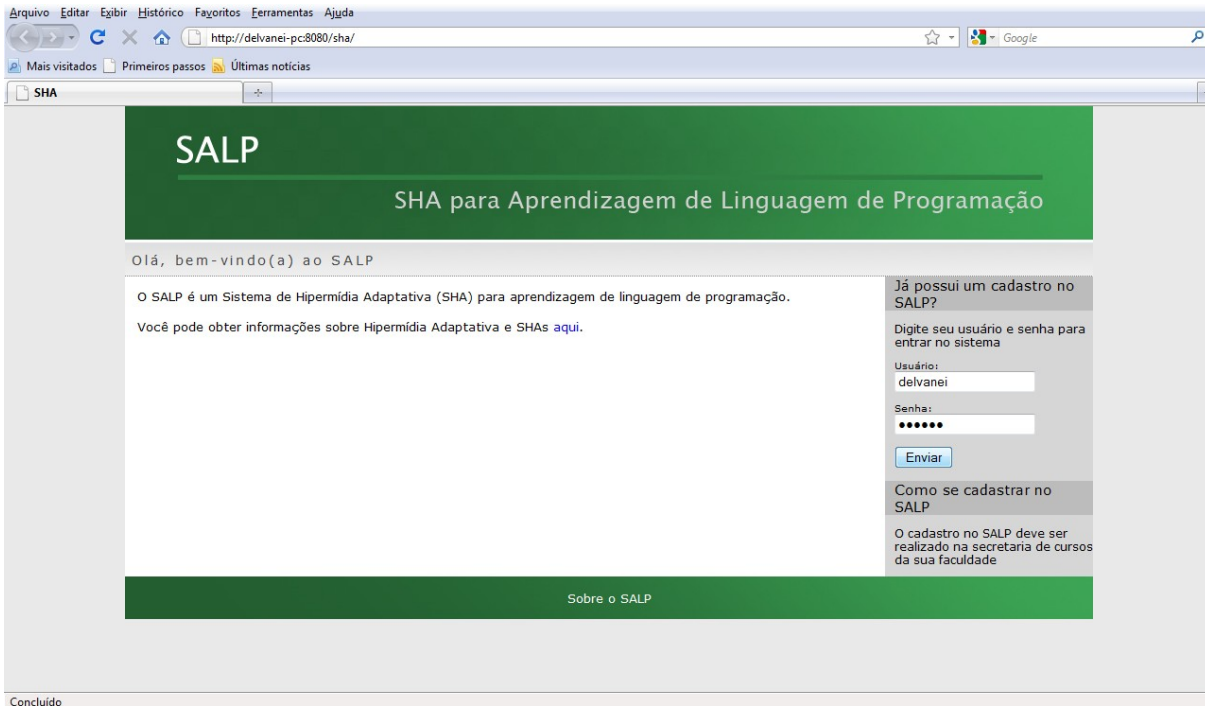 Arquivo Editar Exibir Histórico Favoritos Ferramentas Ajuda
http://delvanei-pc:8080/sha/
Google
Mais visitados Primeiros passos Últimas notícias
SHA
SALP
SHA para Aprendizagem de Linguagem de Programação
Olá, bem-vindo(a) ao SALP
O SALP é um Sistema de Hipermídia Adaptativa (SHA) para aprendizagem de linguagem de programação.
Você pode obter informações sobre Hipermídia Adaptativa e SHAs aqui.
Já possui um cadastro no
SALP?
Digite seu usuário e senha para
entrar no sistema
Usuário:
delvanei
Senha:
••••••
Enviar
Como se cadastrar no
SALP
O cadastro no SALP deve ser
realizado na secretaria de cursos
da sua faculdade
Sobre o SALP
Concluído